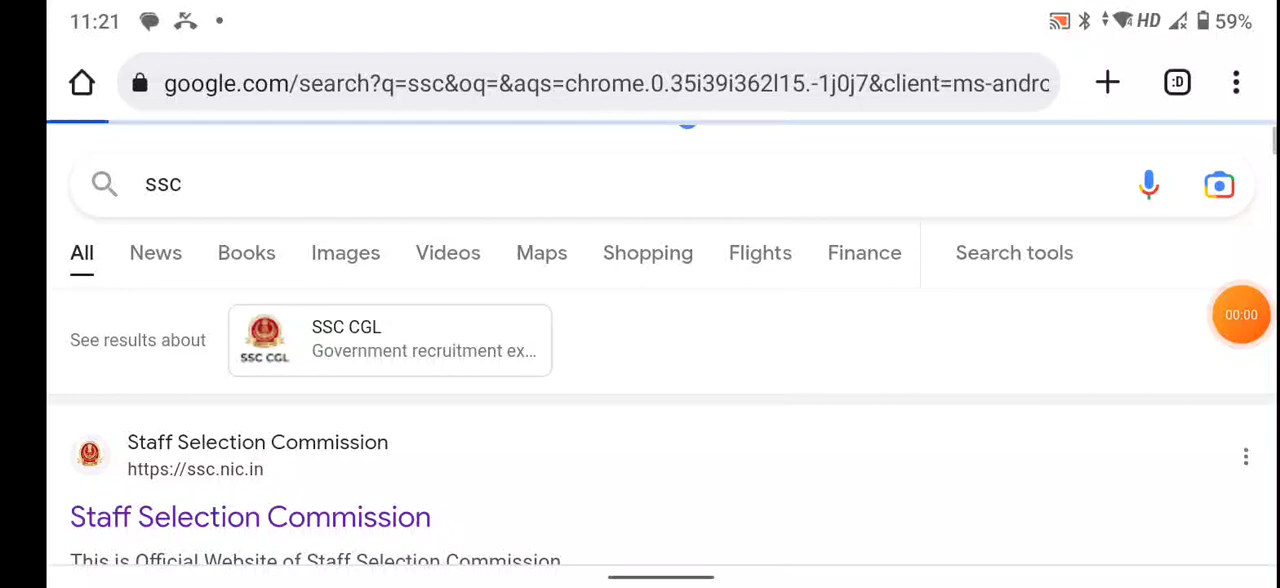 11:21 HD 59%
google.com/search?q=ssc&oq=&aqs=chrome.0.35i39i362l15.-1j0j7&client=ms-andrc :D
ssc
All News Books Images Videos Maps Shopping Flights Finance Search tools
00:00
See results about
SSC CGL
SSC CGL
Government recruitment ex...
Staff Selection Commission
https://ssc.nic.in
Staff Selection Commission
This is Official Website of Staff Selection Commission